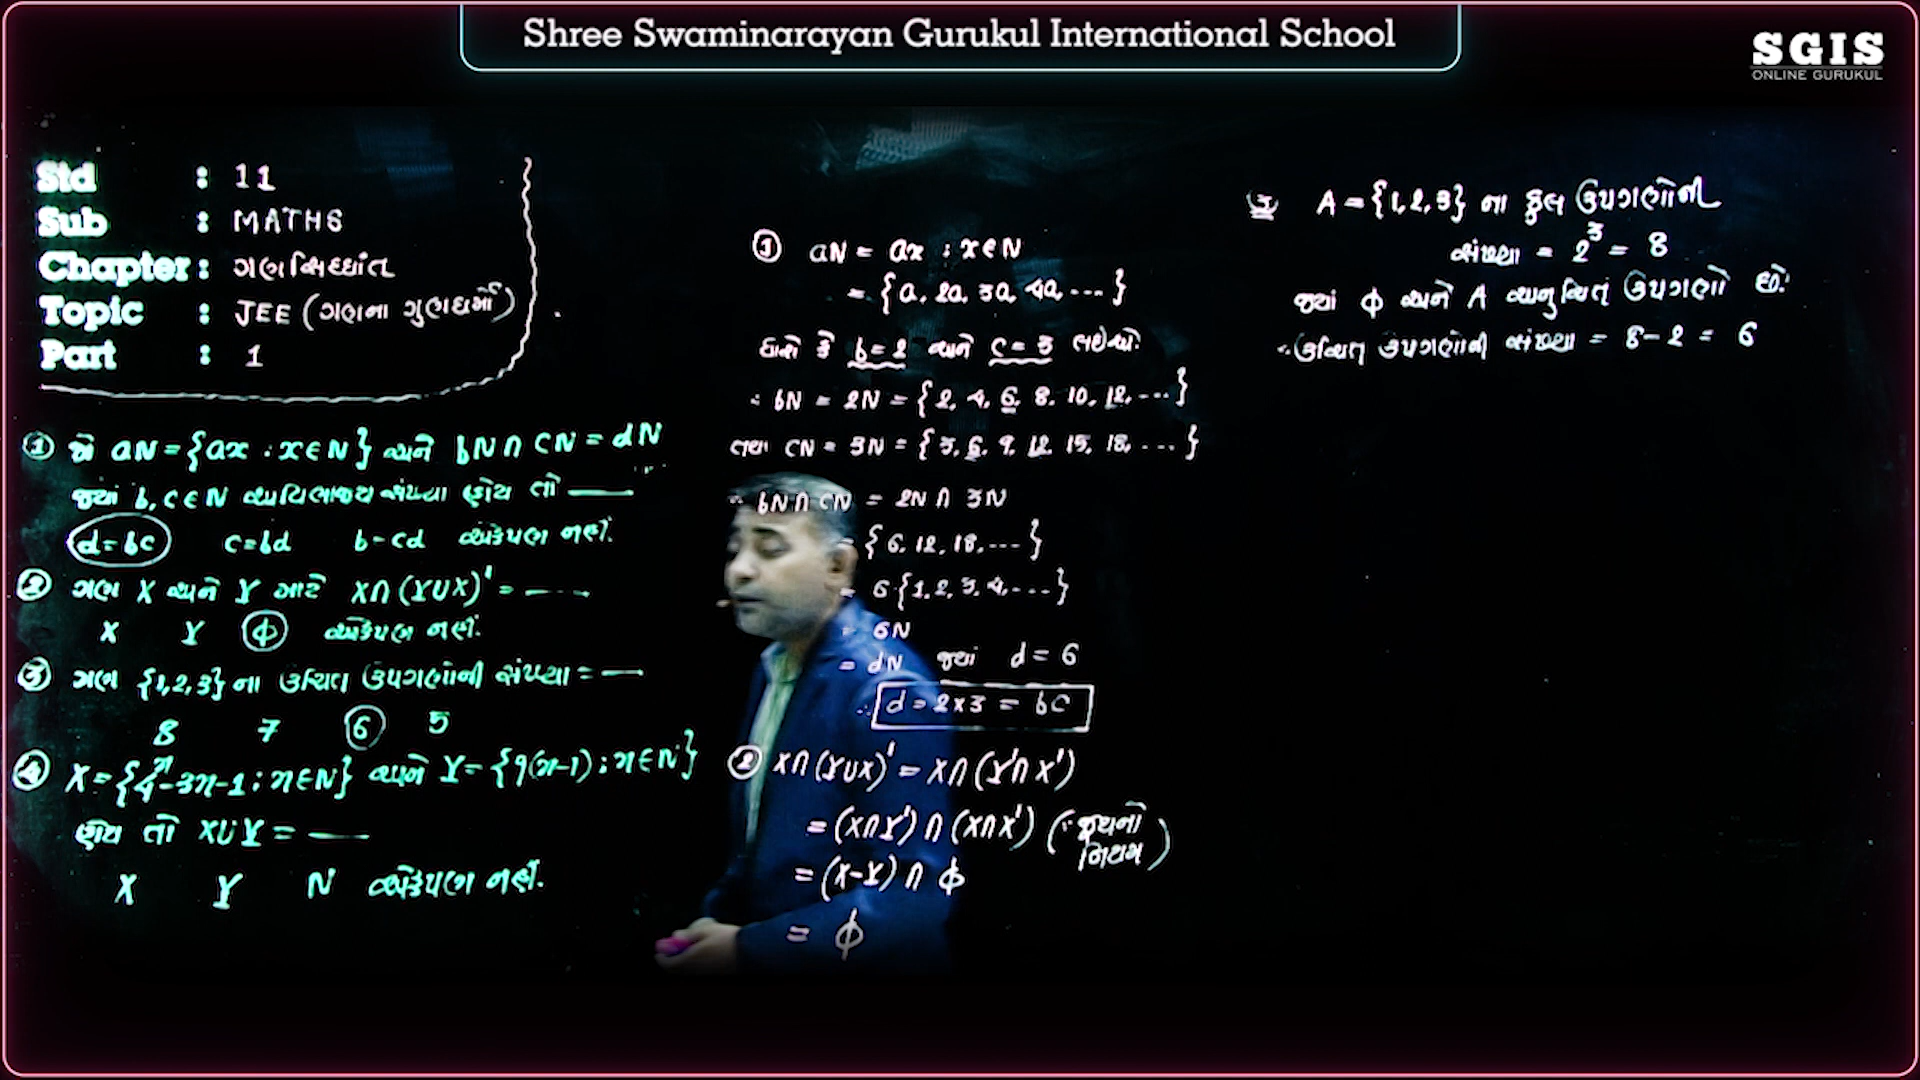 Shree Swaminarayan Gurukul International School
SGIS
ONLINE GURUKUL
Std : 11
Sub : MATHS
Chapter : ગણસિદ્ધાંત
Topic : JEE (ગણના ગુણધર્મો)
Part : 1
① જો aN = {ax : x ∈ N} અને bN ∩ CN = dN
જ્યાં b, c ∈ N અવિભાજ્ય સંખ્યા હોય તો ——
d = bc c = bd b = cd એકેપણ નહીં.
② ગણ X અને Y માટે X∩(Y∪X)' = ——
X Y ϕ એકેપણ નહીં.
③ ગણ {1,2,3} ના ઉચિત ઉપગણોની સંખ્યા = ——
8 7 6 5
④ X = {4ⁿ-3n-1 : n ∈ N} અને Y = {9(n-1) : n ∈ N}
હોય તો X∪Y = ——
X Y N એકેપણ નહીં.
① aN = ax : x ∈ N
= {a, 2a, 3a, 4a, ....}
ધારો કે b = 2 અને c = 3 લઈએ.
∴ bN = 2N = {2, 4, 6, 8, 10, 12, ....}
તથા CN = 3N = {3, 6, 9, 12, 15, 18, ....}
∴ bN ∩ CN = 2N ∩ 3N
= {6, 12, 18, ....}
= 6{1, 2, 3, 4, ....}
= 6N
= dN જ્યાં d = 6
∴ d = 2×3 = bC
② X∩(Y∪X)' = X∩(Y'∩X')
= (X∩Y')∩(X∩X') (∵ જૂથનો
નિયમ)
= (X-Y)∩ϕ
= ϕ
૩ A = {1, 2, 3} ના કુલ ઉપગણોની
સંખ્યા = 2³ = 8
જ્યાં ϕ અને A અનુચિત ઉપગણો છે.
∴ ઉચિત ઉપગણોની સંખ્યા = 8 - 2 = 6